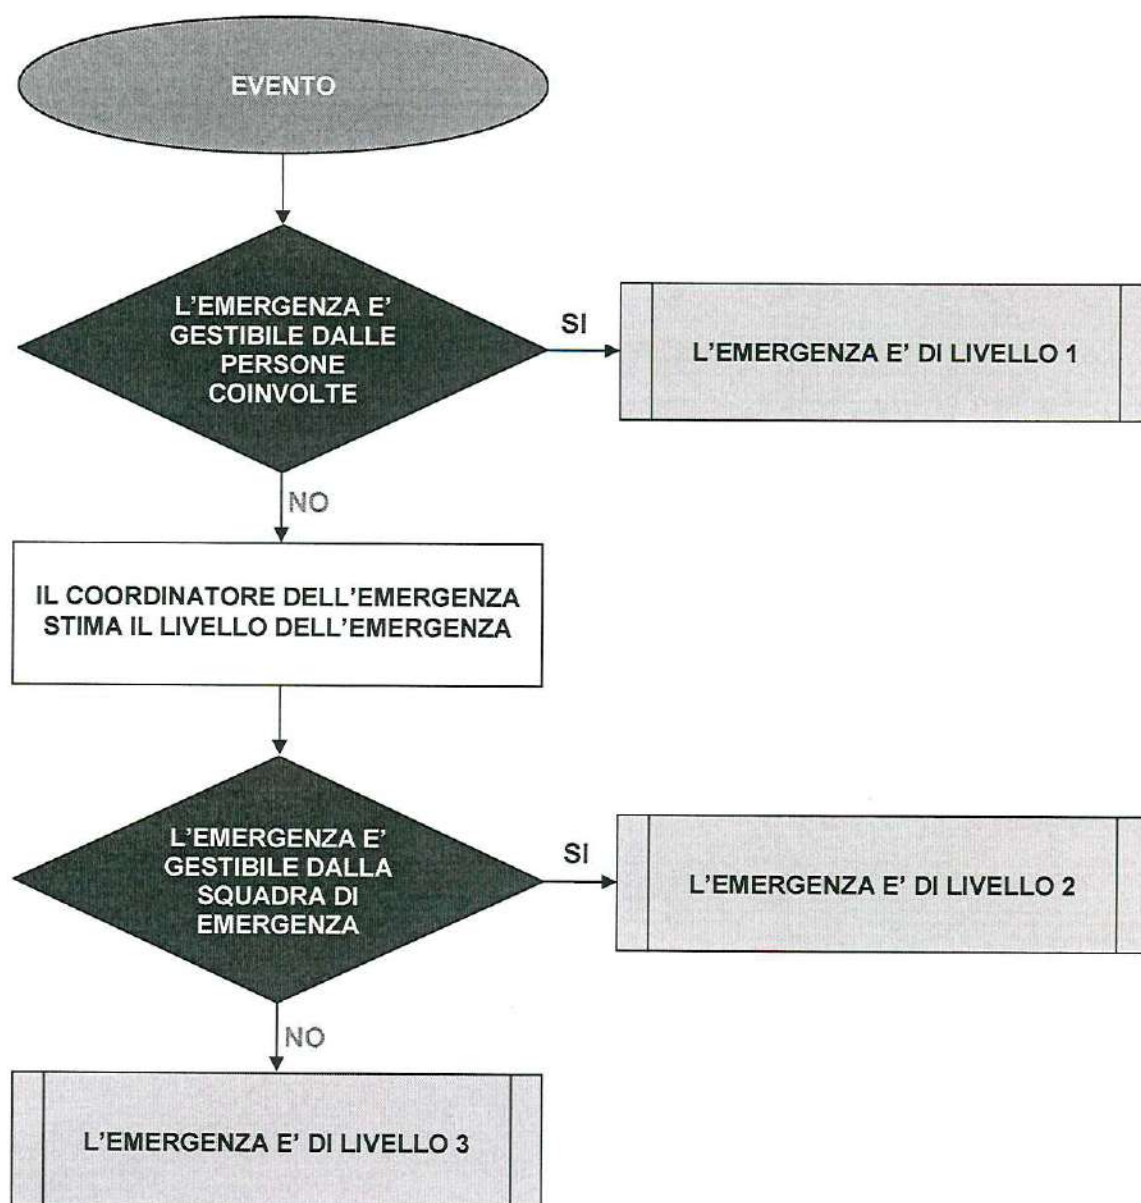 EVENTO
L'EMERGENZA E'
GESTIBILE DALLE
PERSONE
COINVOLTE
SI
L'EMERGENZA E' DI LIVELLO 1
NO
IL COORDINATORE DELL'EMERGENZA
STIMA IL LIVELLO DELL'EMERGENZA
L'EMERGENZA E'
GESTIBILE DALLA
SQUADRA DI
EMERGENZA
SI
L'EMERGENZA E' DI LIVELLO 2
NO
L'EMERGENZA E' DI LIVELLO 3